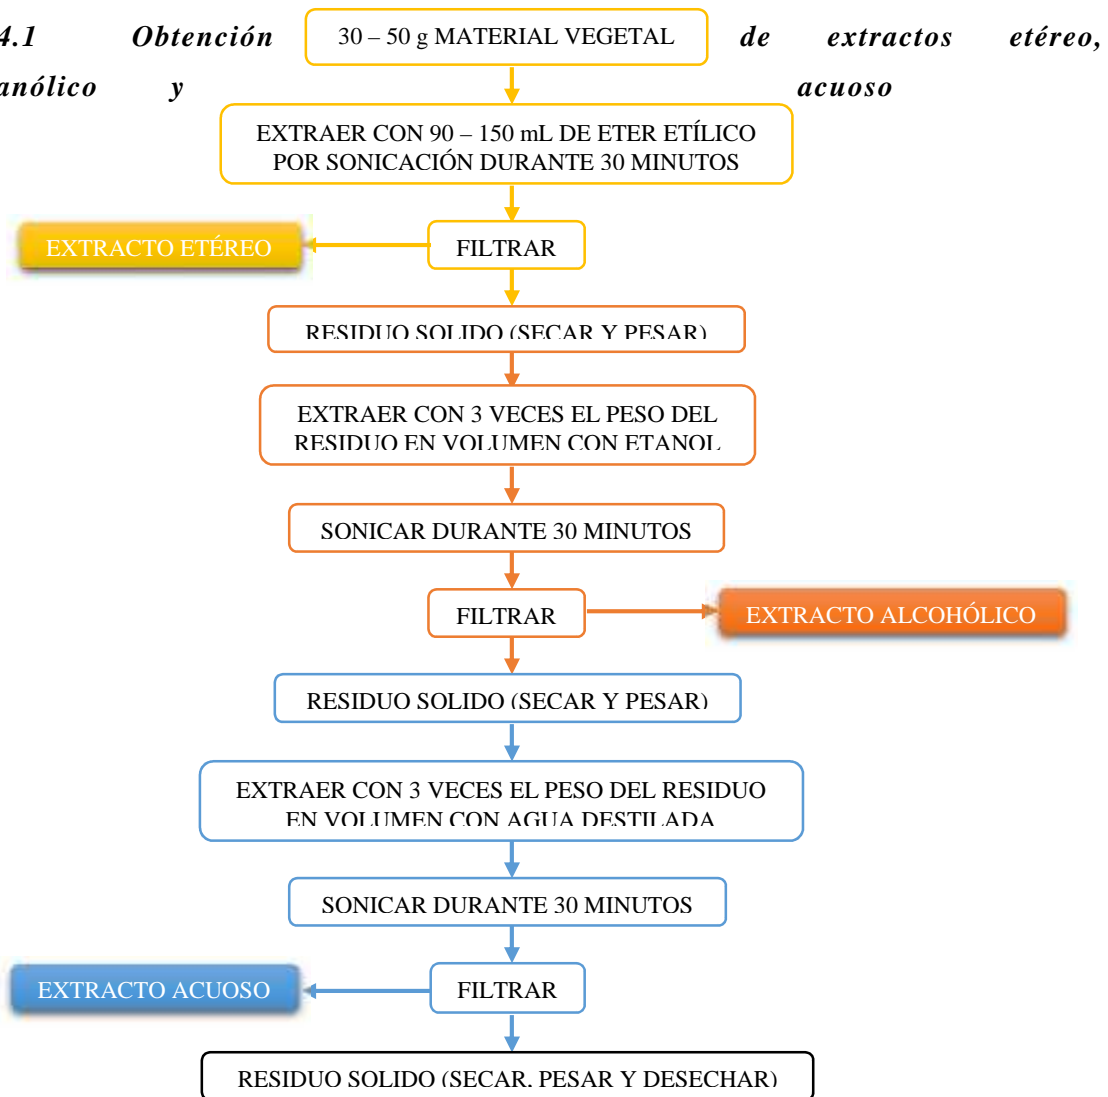 4.1 Obtención de extractos etéreo,
anólico y acuoso
30 – 50 g MATERIAL VEGETAL
EXTRAER CON 90 – 150 mL DE ETER ETÍLICO
POR SONICACIÓN DURANTE 30 MINUTOS
EXTRACTO ETÉREO
FILTRAR
RESIDUO SOLIDO (SECAR Y PESAR)
EXTRAER CON 3 VECES EL PESO DEL
RESIDUO EN VOLUMEN CON ETANOL
SONICAR DURANTE 30 MINUTOS
FILTRAR
EXTRACTO ALCOHÓLICO
RESIDUO SOLIDO (SECAR Y PESAR)
EXTRAER CON 3 VECES EL PESO DEL RESIDUO
EN VOLUMEN CON AGUA DESTILADA
SONICAR DURANTE 30 MINUTOS
EXTRACTO ACUOSO
FILTRAR
RESIDUO SOLIDO (SECAR, PESAR Y DESECHAR)